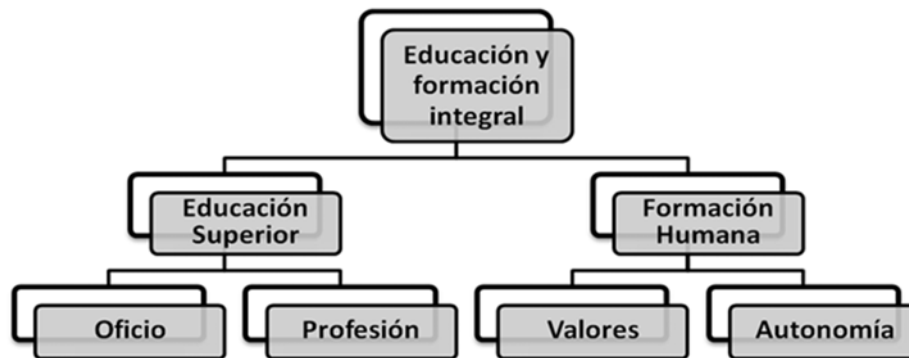 Educación y
formación
integral
Educación
Superior
Formación
Humana
Oficio
Profesión
Valores
Autonomía